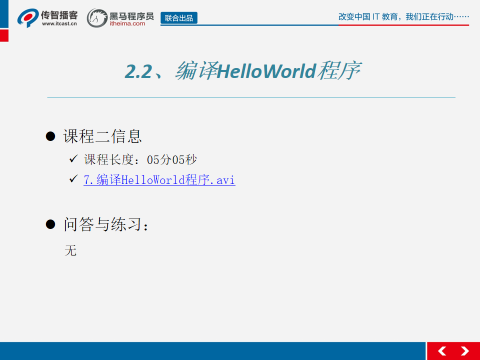 传智播客
www.itcast.cn
黑马程序员
itheima.com
联合出品
改变中国 IT 教育，我们正在行动……
2.2、编译HelloWorld程序
课程二信息
课程长度：05分05秒
7.编译HelloWorld程序.avi
问答与练习：
无